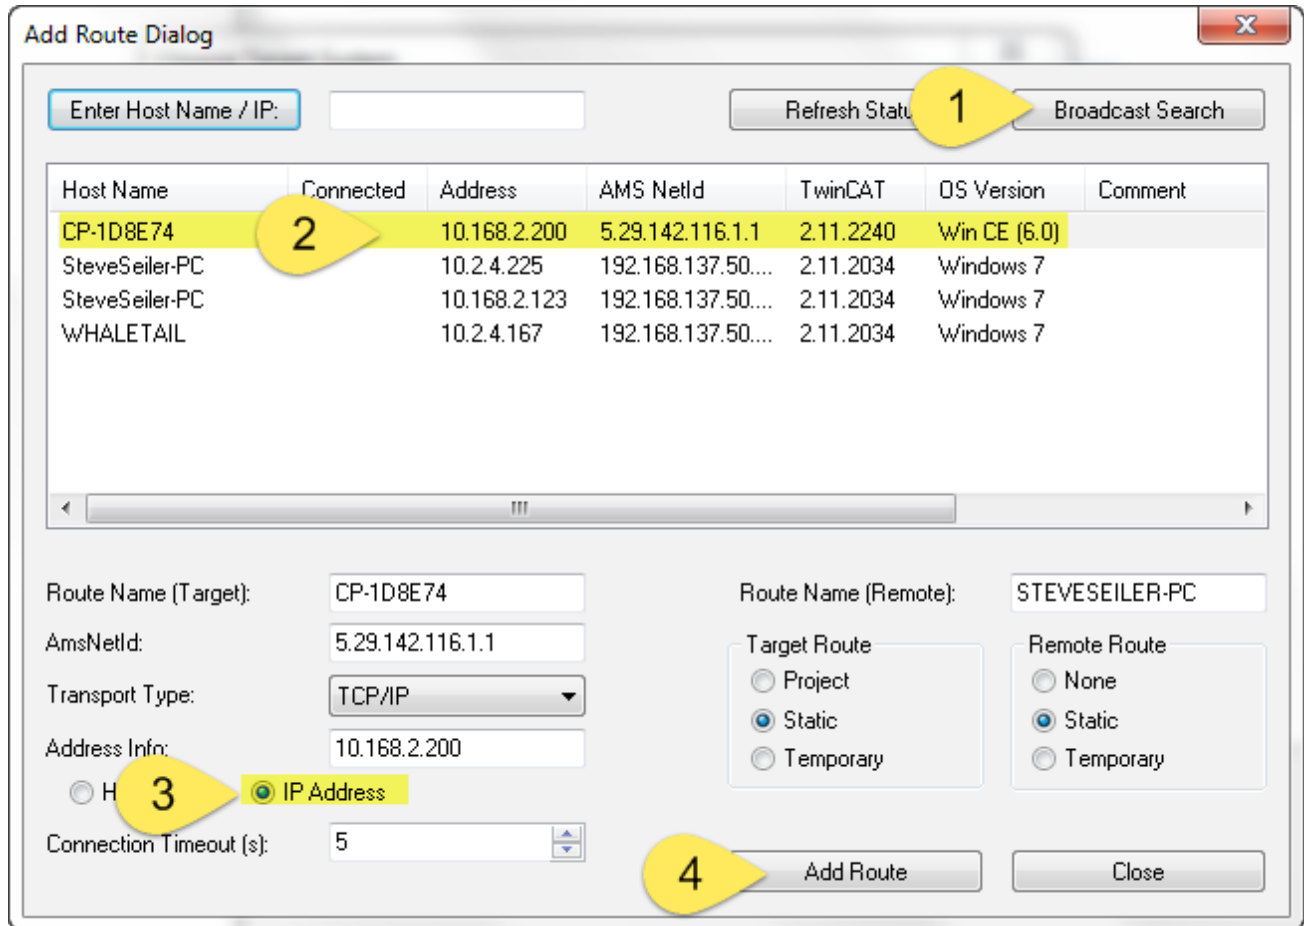 Add Route Dialog
Enter Host Name / IP: Refresh Statu 1 Broadcast Search
Host Name Connected Address AMS NetId TwinCAT OS Version Comment
CP-1D8E74 2 10.168.2.200 5.29.142.116.1.1 2.11.2240 Win CE (6.0)
SteveSeiler-PC 10.2.4.225 192.168.137.50.... 2.11.2034 Windows 7
SteveSeiler-PC 10.168.2.123 192.168.137.50.... 2.11.2034 Windows 7
WHALETAIL 10.2.4.167 192.168.137.50.... 2.11.2034 Windows 7
Route Name (Target): CP-1D8E74 Route Name (Remote): STEVESEILER-PC
AmsNetId: 5.29.142.116.1.1 Target Route Remote Route
Project None
Transport Type: TCP/IP
Static Static
Address Info: 10.168.2.200
Temporary Temporary
H 3 IP Address
Connection Timeout (s): 5
4 Add Route Close